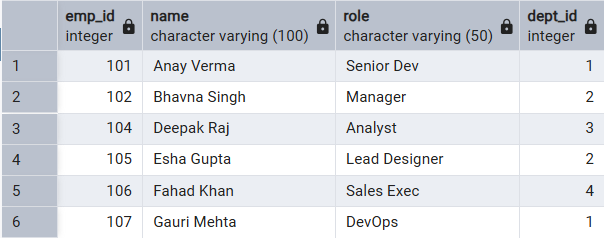 emp_id name role dept_id
integer character varying (100) character varying (50) integer
1 101 Anay Verma Senior Dev 1
2 102 Bhavna Singh Manager 2
3 104 Deepak Raj Analyst 3
4 105 Esha Gupta Lead Designer 2
5 106 Fahad Khan Sales Exec 4
6 107 Gauri Mehta DevOps 1